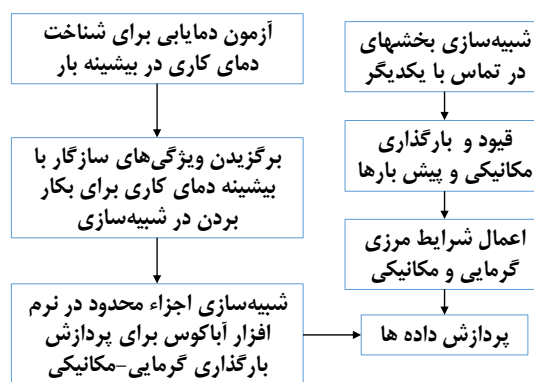 آزمون دمایابی برای شناخت
دمای کاری در بیشینه بار
برگزیدن ویژگی‌های سازگار با
بیشینه دمای کاری برای بکار
بردن در شبیه‌سازی
شبیه‌سازی اجزاء محدود در نرم
افزار آباکوس برای پردازش
بارگذاری گرمایی-مکانیکی
شبیه‌سازی بخشهای
در تماس با یکدیگر
قیود و بارگذاری
مکانیکی و پیش بارها
اعمال شرایط مرزی
گرمایی و مکانیکی
پردازش داده ها